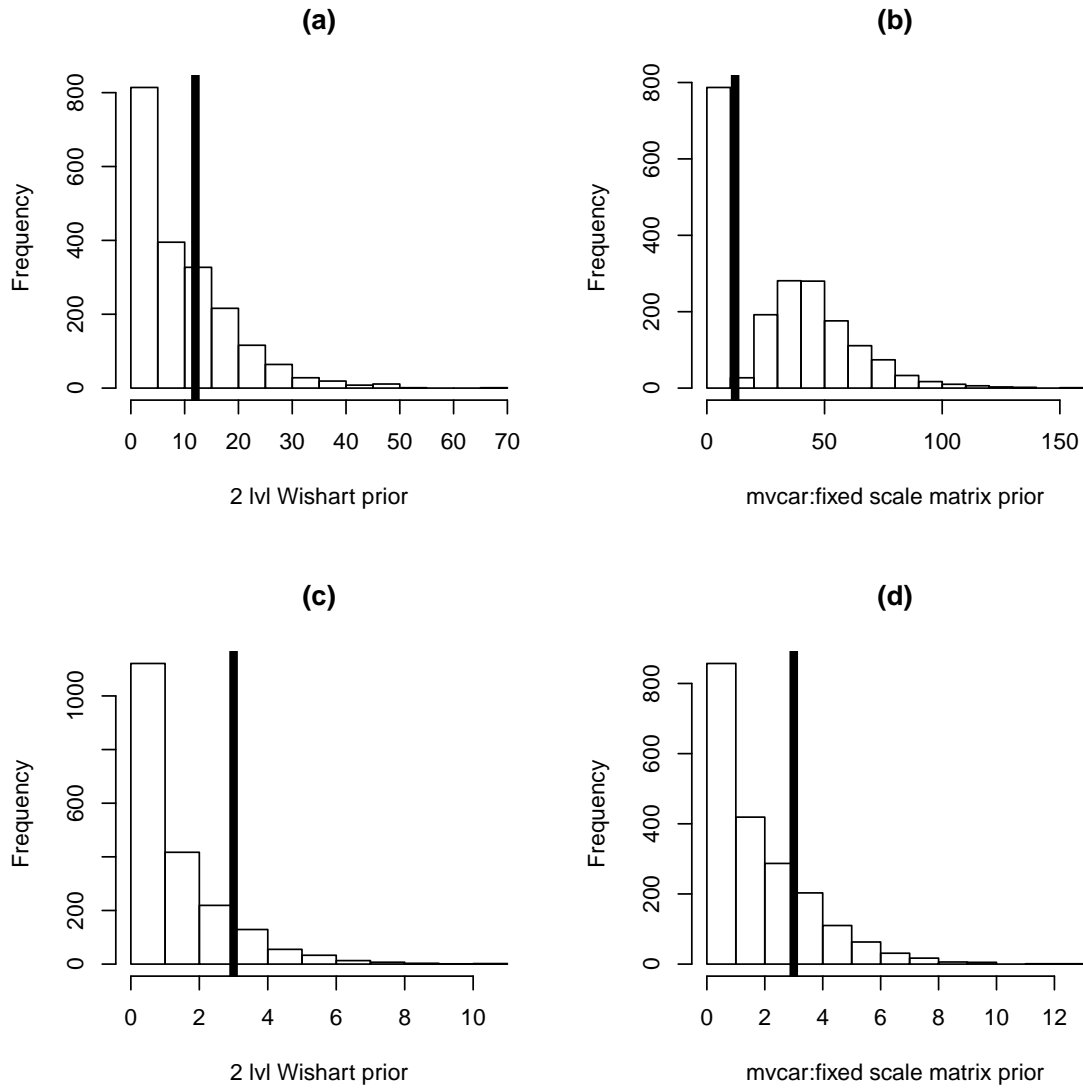 (a)
Frequency
0 200 400 600 800
0 10 20 30 40 50 60 70
2 lvl Wishart prior
(b)
Frequency
0 200 400 600 800
0 50 100 150
mvcar:fixed scale matrix prior
(c)
Frequency
0 200 600 1000
0 2 4 6 8 10
2 lvl Wishart prior
(d)
Frequency
0 200 400 600 800
0 2 4 6 8 10 12
mvcar:fixed scale matrix prior